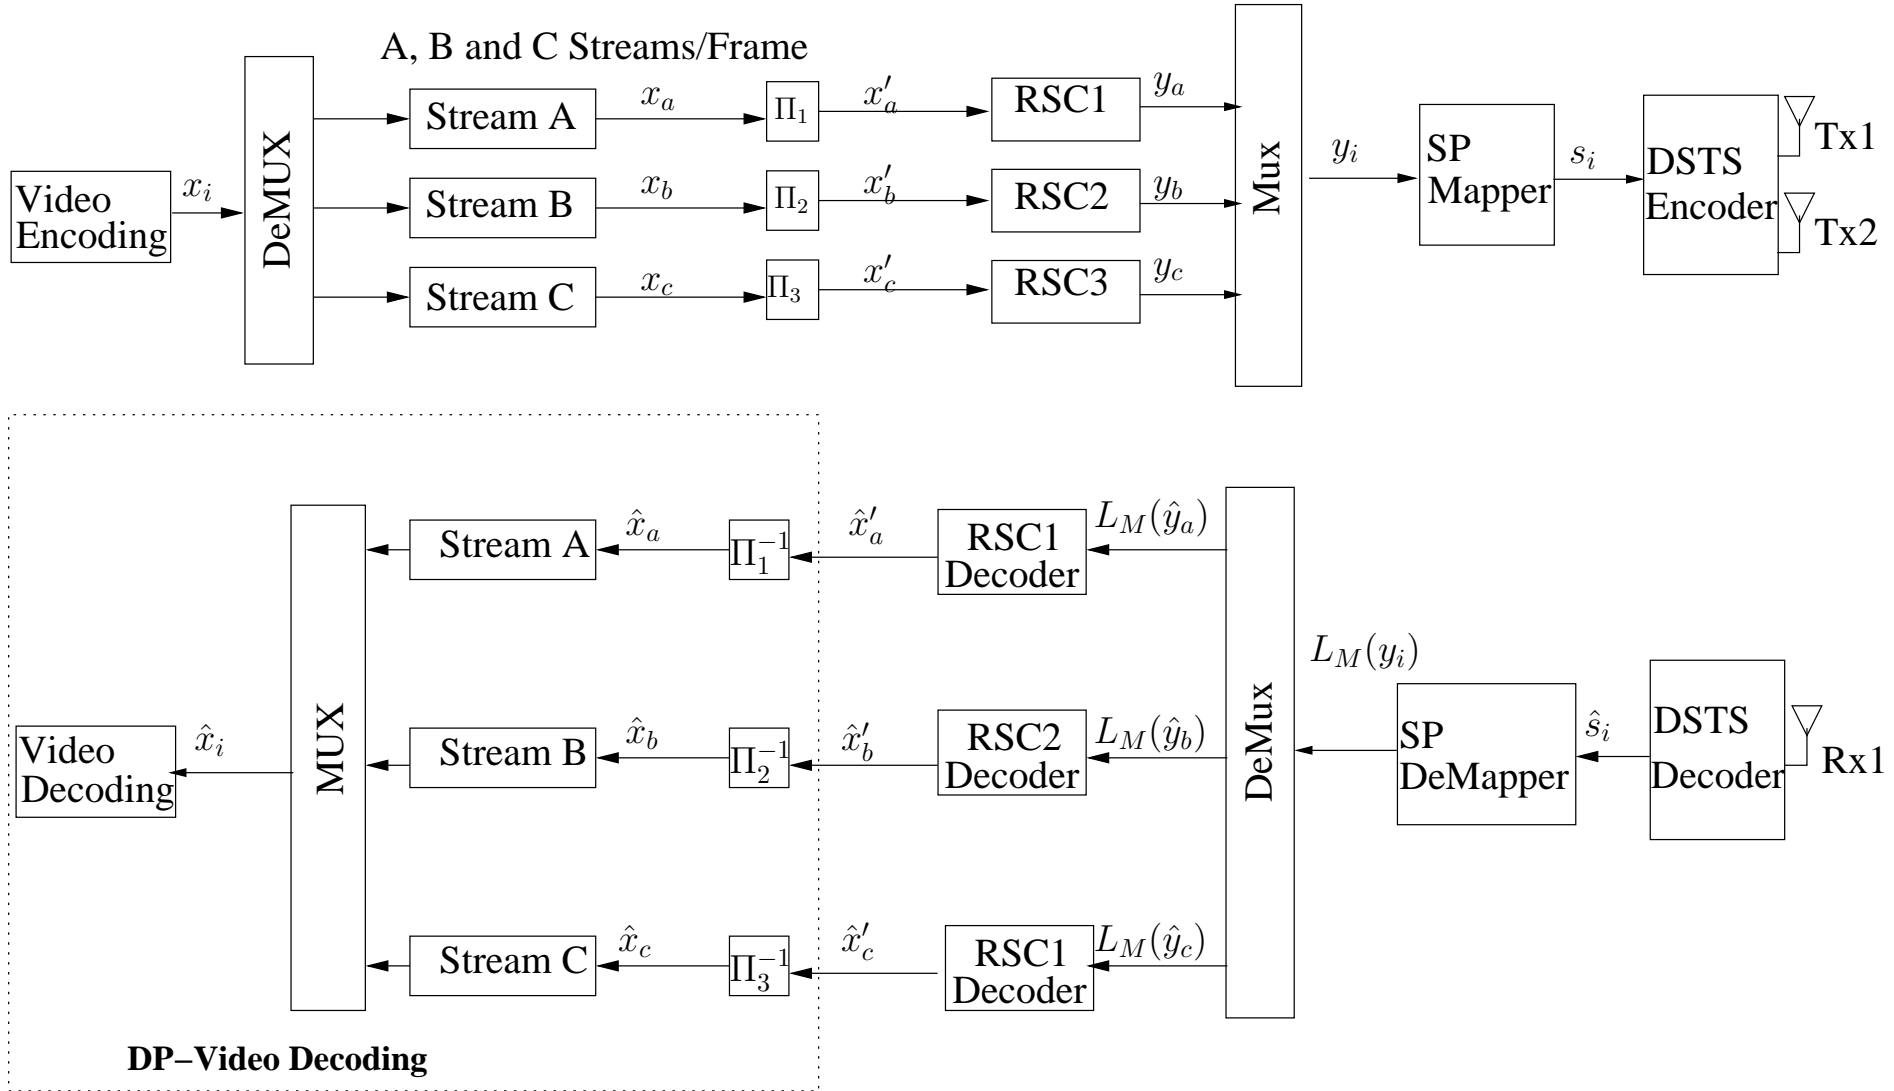 A, B and C Streams/Frame
Video
Encoding
x_i
DeMUX
Stream A
x_a
Π_1
x'_a
RSC1
y_a
Stream B
x_b
Π_2
x'_b
RSC2
y_b
Stream C
x_c
Π_3
x'_c
RSC3
y_c
Mux
y_i
SP
Mapper
s_i
DSTS
Encoder
Tx1
Tx2
Stream A
x̂_a
Π_1^{-1}
x̂'_a
RSC1
Decoder
L_M(ŷ_a)
Video
Decoding
x̂_i
MUX
Stream B
x̂_b
Π_2^{-1}
x̂'_b
RSC2
Decoder
L_M(ŷ_b)
Stream C
x̂_c
Π_3^{-1}
x̂'_c
RSC1
Decoder
L_M(ŷ_c)
DeMux
L_M(y_i)
SP
DeMapper
ŝ_i
DSTS
Decoder
Rx1
DP–Video Decoding